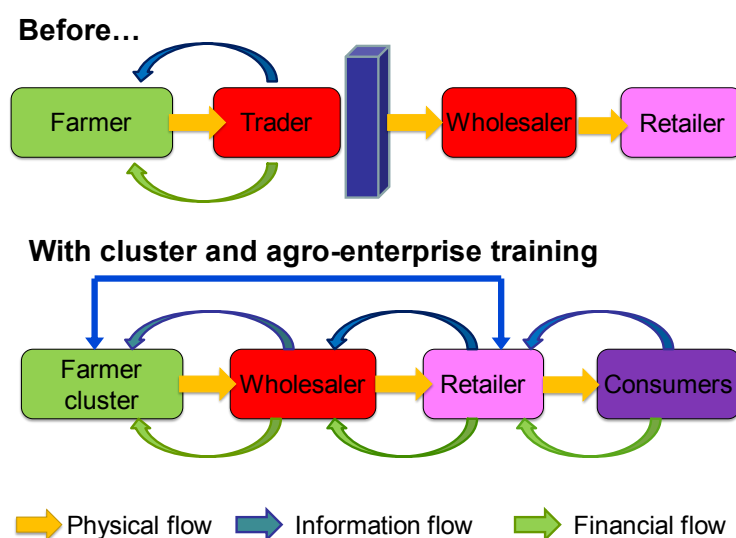 Before…
Farmer
Trader
Wholesaler
Retailer
With cluster and agro-enterprise training
Farmer
cluster
Wholesaler
Retailer
Consumers
Physical flow
Information flow
Financial flow